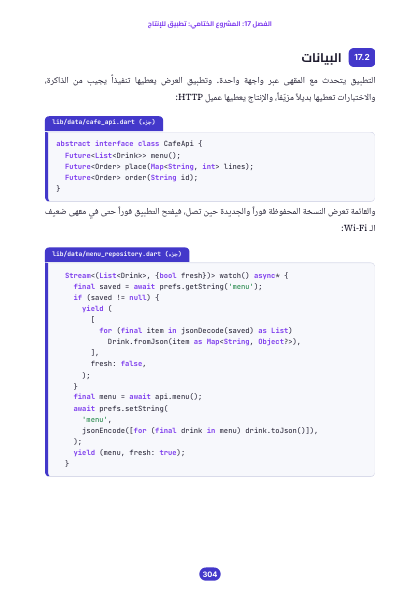 الفصل 17: المشروع الختامي: تطبيق للإنتاج
17.2 البيانات
التطبيق يتحدث مع المقهى عبر واجهة واحدة. وتطبيق العرض يعطيها تنفيذاً يجيب من الذاكرة،
والاختبارات تعطيها بديلاً مزيّفاً، والإنتاج يعطيها عميل HTTP:
lib/data/cafe_api.dart (جزء)
abstract interface class CafeApi {
  Future<List<Drink>> menu();
  Future<Order> place(Map<String, int> lines);
  Future<Order> order(String id);
}
والقائمة تعرض النسخة المحفوظة فوراً والجديدة حين تصل، فيفتح التطبيق فوراً حتى في مقهى ضعيف
الـ Wi-Fi:
lib/data/menu_repository.dart (جزء)
  Stream<(List<Drink>, {bool fresh})> watch() async* {
    final saved = await prefs.getString('menu');
    if (saved != null) {
      yield (
        [
          for (final item in jsonDecode(saved) as List)
            Drink.fromJson(item as Map<String, Object?>),
        ],
        fresh: false,
      );
    }
    final menu = await api.menu();
    await prefs.setString(
      'menu',
      jsonEncode([for (final drink in menu) drink.toJson()]),
    );
    yield (menu, fresh: true);
  }
304